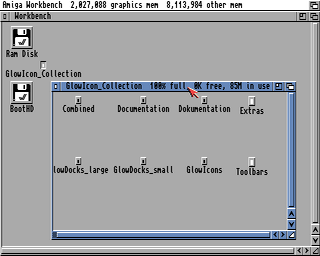 Amiga Workbench 2,027,088 graphics mem 8,113,984 other mem
Workbench
Ram Disk
GlowIcon_Collection
BootHD
GlowIcon_Collection 100% full, 0K free, 85M in use
Combined Documentation Dokumentation Extras
lowDocks_large GlowDocks_small GlowIcons Toolbars